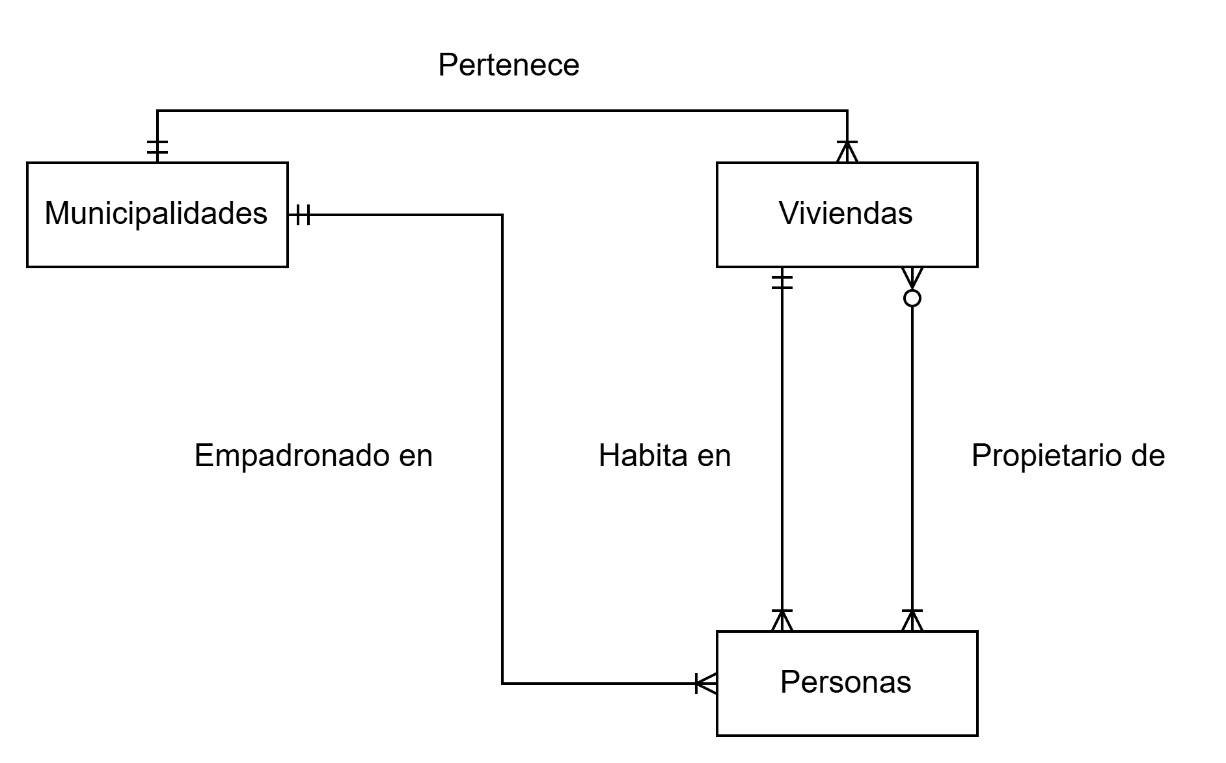 Pertenece
Municipalidades
Viviendas
Empadronado en
Habita en
Propietario de
Personas